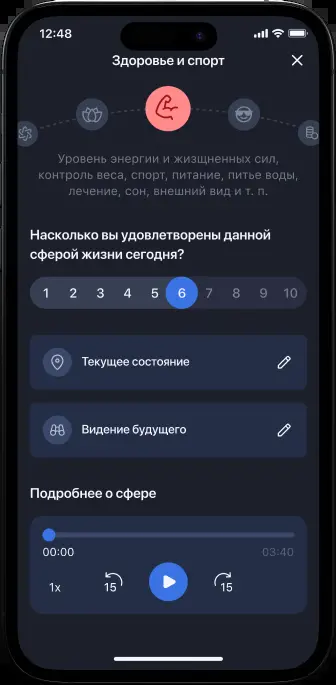 12:48
Здоровье и спорт
Уровень энергии и жизщненных сил,
контроль веса, спорт, питание, питье воды,
лечение, сон, внешний вид и т. п.
Насколько вы удовлетворены данной
сферой жизни сегодня?
1 2 3 4 5 6 7 8 9 10
Текущее состояние
Видение будущего
Подробнее о сфере
00:00 03:40
1x 15 15